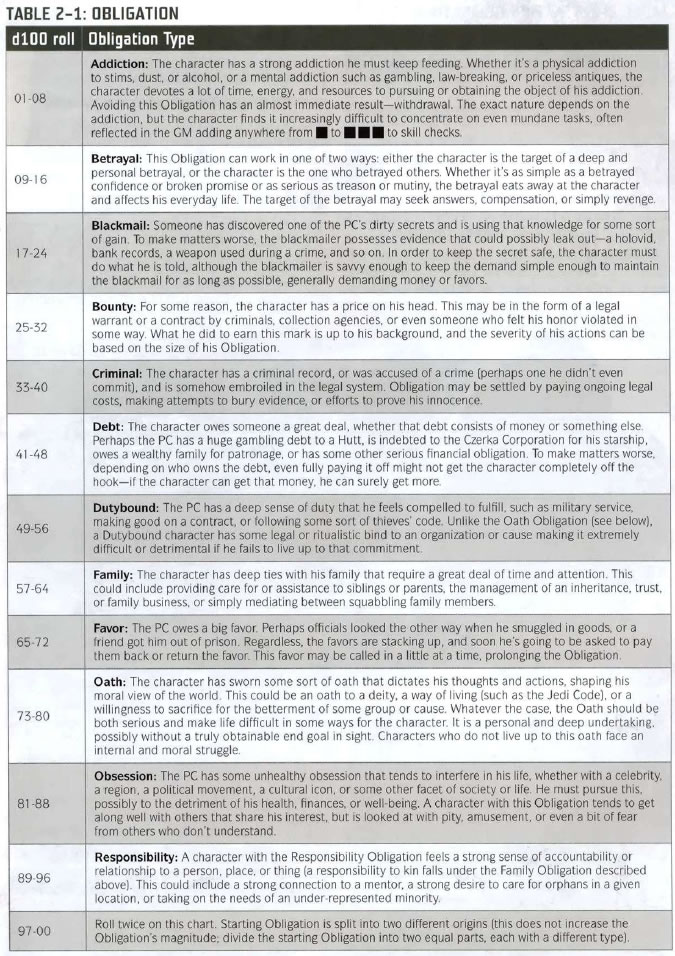 TABLE 2-1: OBLIGATION
d100 roll Obligation Type
01-08
Addiction: The character has a strong addiction he must keep feeding. Whether it's a physical addiction
to stims, dust, or alcohol, or a mental addiction such as gambling, law-breaking, or priceless antiques, the
character devotes a lot of time, energy, and resources to pursuing or obtaining the object of his addiction.
Avoiding this Obligation has an almost immediate result—withdrawal. The exact nature depends on the
addiction, but the character finds it increasingly difficult to concentrate on even mundane tasks, often
reflected in the GM adding anywhere from ■ to ■ ■ ■ to skill checks.
09-16
Betrayal: This Obligation can work in one of two ways: either the character is the target of a deep and
personal betrayal, or the character is the one who betrayed others. Whether it's as simple as a betrayed
confidence or broken promise or as serious as treason or mutiny, the betrayal eats away at the character
and affects his everyday life. The target of the betrayal may seek answers, compensation, or simply revenge.
17-24
Blackmail: Someone has discovered one of the PC's dirty secrets and is using that knowledge for some sort
of gain. To make matters worse, the blackmailer possesses evidence that could possibly leak out—a holovid,
bank records, a weapon used during a crime, and so on. In order to keep the secret safe, the character must
do what he is told, although the blackmailer is savvy enough to keep the demand simple enough to maintain
the blackmail for as long as possible, generally demanding money or favors.
25-32
Bounty: For some reason, the character has a price on his head. This may be in the form of a legal
warrant or a contract by criminals, collection agencies, or even someone who felt his honor violated in
some way. What he did to earn this mark is up to his background, and the severity of his actions can be
based on the size of his Obligation.
33-40
Criminal: The character has a criminal record, or was accused of a crime (perhaps one he didn't even
commit), and is somehow embroiled in the legal system. Obligation may be settled by paying ongoing legal
costs, making attempts to bury evidence, or efforts to prove his innocence.
41-48
Debt: The character owes someone a great deal, whether that debt consists of money or something else.
Perhaps the PC has a huge gambling debt to a Hutt, is indebted to the Czerka Corporation for his starship,
owes a wealthy family for patronage, or has some other serious financial obligation. To make matters worse,
depending on who owns the debt, even fully paying it off might not get the character completely off the
hook—if the character can get that money, he can surely get more.
49-56
Dutybound: The PC has a deep sense of duty that he feels compelled to fulfill, such as military service,
making good on a contract, or following some sort of thieves' code. Unlike the Oath Obligation (see below),
a Dutybound character has some legal or ritualistic bind to an organization or cause making it extremely
difficult or detrimental if he fails to live up to that commitment.
57-64
Family: The character has deep ties with his family that require a great deal of time and attention. This
could include providing care for or assistance to siblings or parents, the management of an inheritance, trust,
or family business, or simply mediating between squabbling family members.
65-72
Favor: The PC owes a big favor. Perhaps officials looked the other way when he smuggled in goods, or a
friend got him out of prison. Regardless, the favors are stacking up, and soon he's going to be asked to pay
them back or return the favor. This favor may be called in a little at a time, prolonging the Obligation.
73-80
Oath: The character has sworn some sort of oath that dictates his thoughts and actions, shaping his
moral view of the world. This could be an oath to a deity, a way of living (such as the Jedi Code), or a
willingness to sacrifice for the betterment of some group or cause. Whatever the case, the Oath should be
both serious and make life difficult in some ways for the character. It is a personal and deep undertaking,
possibly without a truly obtainable end goal in sight. Characters who do not live up to this oath face an
internal and moral struggle.
81-88
Obsession: The PC has some unhealthy obsession that tends to interfere in his life, whether with a celebrity,
a region, a political movement, a cultural icon, or some other facet of society or life. He must pursue this,
possibly to the detriment of his health, finances, or well-being. A character with this Obligation tends to get
along well with others that share his interest, but is looked at with pity, amusement, or even a bit of fear
from others who don't understand.
89-96
Responsibility: A character with the Responsibility Obligation feels a strong sense of accountability or
relationship to a person, place, or thing (a responsibility to kin falls under the Family Obligation described
above). This could include a strong connection to a mentor, a strong desire to care for orphans in a given
location, or taking on the needs of an under-represented minority.
97-00
Roll twice on this chart. Starting Obligation is split into two different origins (this does not increase the
Obligation's magnitude; divide the starting Obligation into two equal parts, each with a different type).